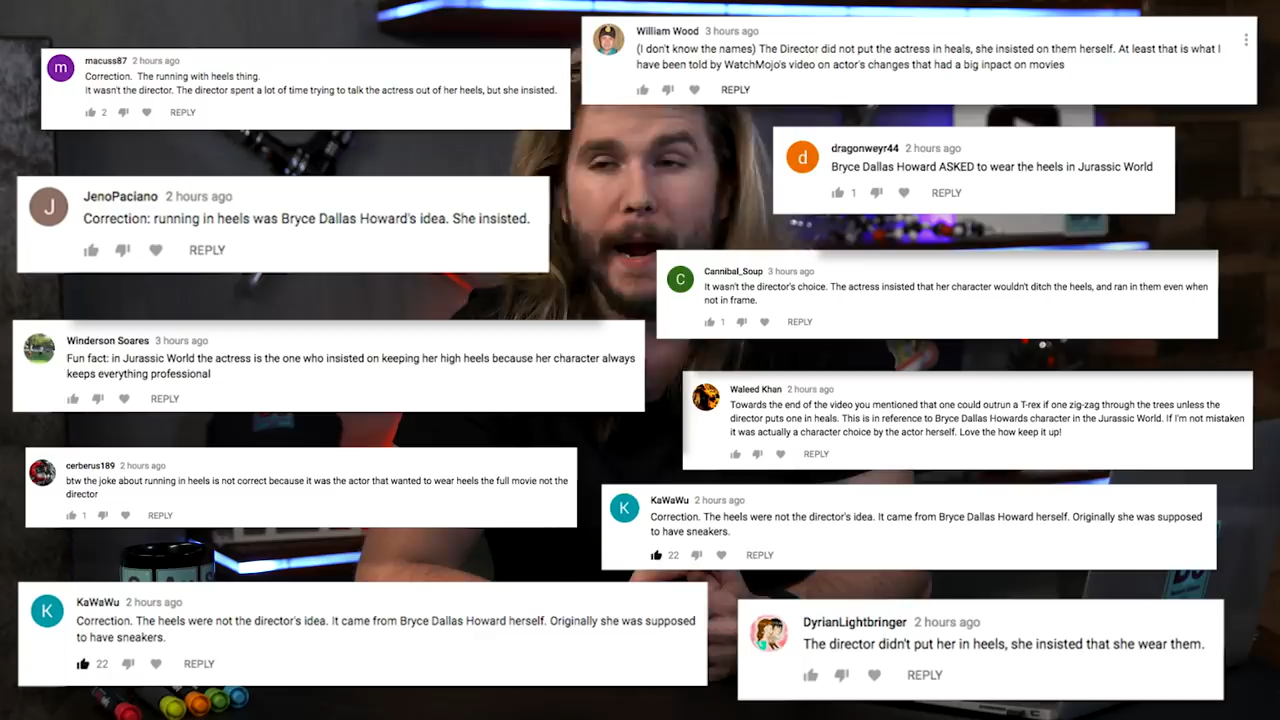 macuss87 2 hours ago
Correction. The running with heels thing.
It wasn't the director. The director spent a lot of time trying to talk the actress out of her heels, but she insisted.
2 REPLY
William Wood 3 hours ago
(I don't know the names) The Director did not put the actress in heals, she insisted on them herself. At least that is what I
have been told by WatchMojo's video on actor's changes that had a big inpact on movies
REPLY
dragonweyr44 2 hours ago
Bryce Dallas Howard ASKED to wear the heels in Jurassic World
1 REPLY
JenoPaciano 2 hours ago
Correction: running in heels was Bryce Dallas Howard's idea. She insisted.
REPLY
Cannibal_Soup 3 hours ago
It wasn't the director's choice. The actress insisted that her character wouldn't ditch the heels, and ran in them even when
not in frame.
1 REPLY
Winderson Soares 3 hours ago
Fun fact: in Jurassic World the actress is the one who insisted on keeping her high heels because her character always
keeps everything professional
REPLY
Waleed Khan 2 hours ago
Towards the end of the video you mentioned that one could outrun a T-rex if one zig-zag through the trees unless the
director puts one in heals. This is in reference to Bryce Dallas Howards character in the Jurassic World. If I'm not mistaken
it was actually a character choice by the actor herself. Love the how keep it up!
REPLY
cerberus189 2 hours ago
btw the joke about running in heels is not correct because it was the actor that wanted to wear heels the full movie not the
director
1 REPLY
KaWaWu 2 hours ago
Correction. The heels were not the director's idea. It came from Bryce Dallas Howard herself. Originally she was supposed
to have sneakers.
22 REPLY
KaWaWu 2 hours ago
Correction. The heels were not the director's idea. It came from Bryce Dallas Howard herself. Originally she was supposed
to have sneakers.
22 REPLY
DyrianLightbringer 2 hours ago
The director didn't put her in heels, she insisted that she wear them.
REPLY
m
d
J
C
K
K